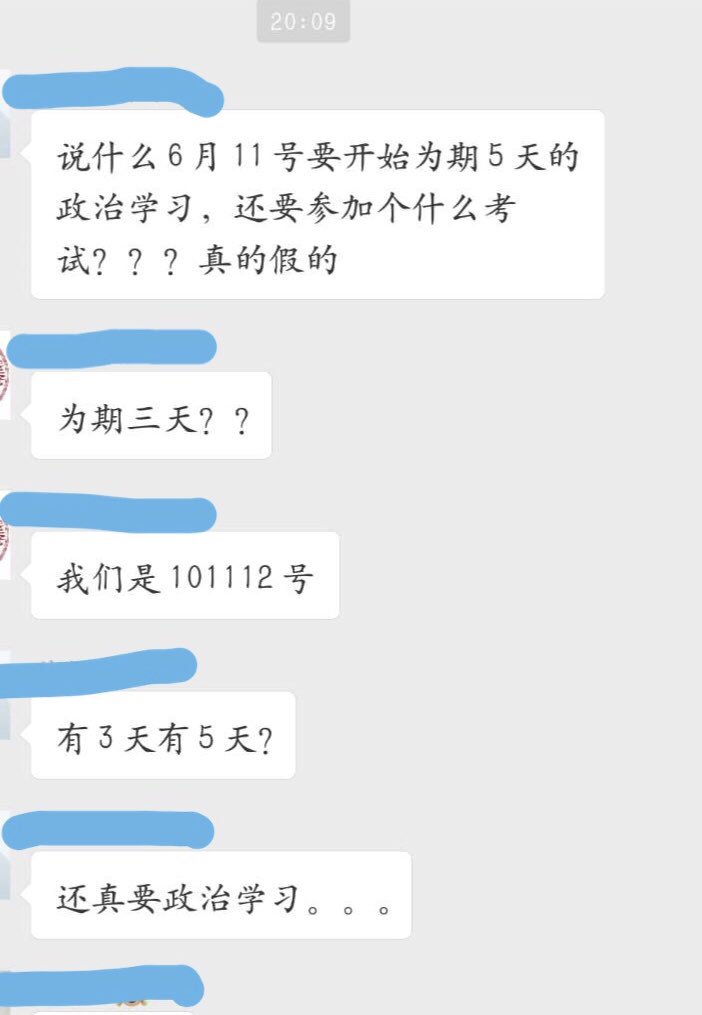 20:09
说什么6月11号要开始为期5天的
政治学习，还要参加个什么考
试？？？真的假的
为期三天？？
我们是101112号
有3天有5天？
还真要政治学习。。。